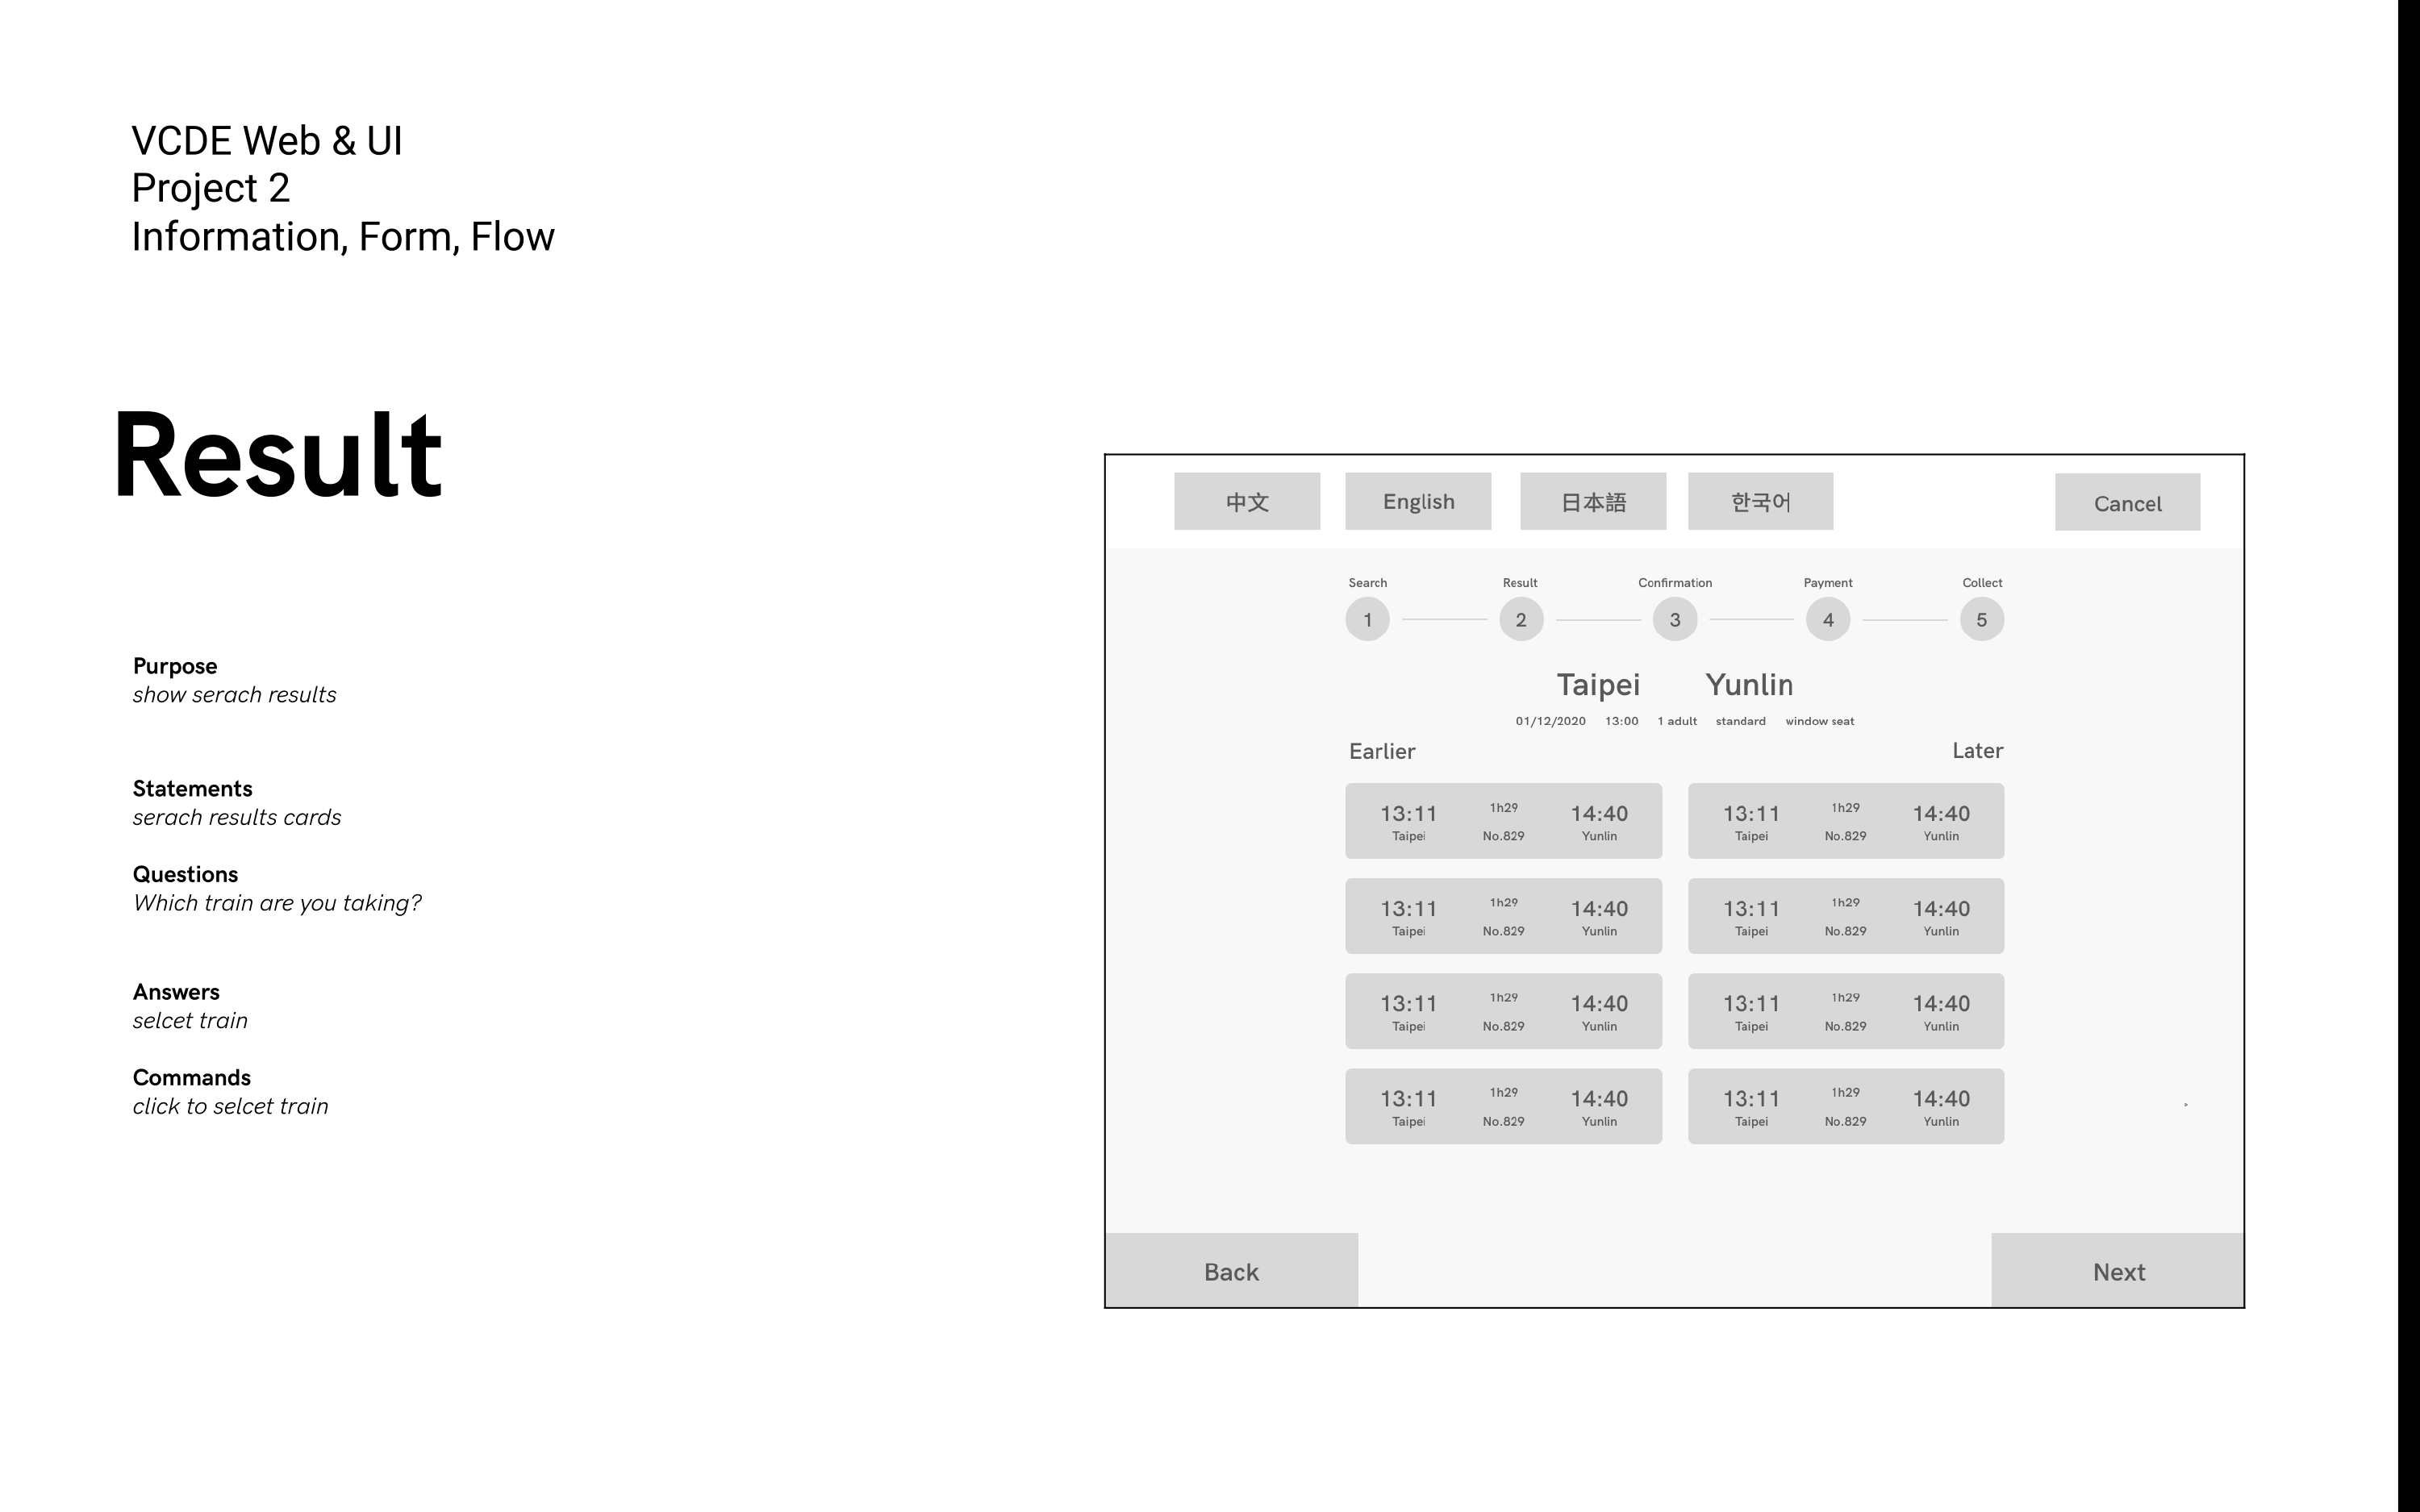 VCDE Web & UI
Project 2
Information, Form, Flow
Result
Purpose
show serach results
Statements
serach results cards
Questions
Which train are you taking?
Answers
selcet train
Commands
click to selcet train
中文 English 日本語 한국어 Cancel
Search Result Confirmation Payment Collect
1 2 3 4 5
Taipei Yunlin
01/12/2020 13:00 1 adult standard window seat
Earlier Later
13:11 1h29 14:40 13:11 1h29 14:40
Taipei No.829 Yunlin Taipei No.829 Yunlin
13:11 1h29 14:40 13:11 1h29 14:40
Taipei No.829 Yunlin Taipei No.829 Yunlin
13:11 1h29 14:40 13:11 1h29 14:40
Taipei No.829 Yunlin Taipei No.829 Yunlin
13:11 1h29 14:40 13:11 1h29 14:40
Taipei No.829 Yunlin Taipei No.829 Yunlin
Back Next